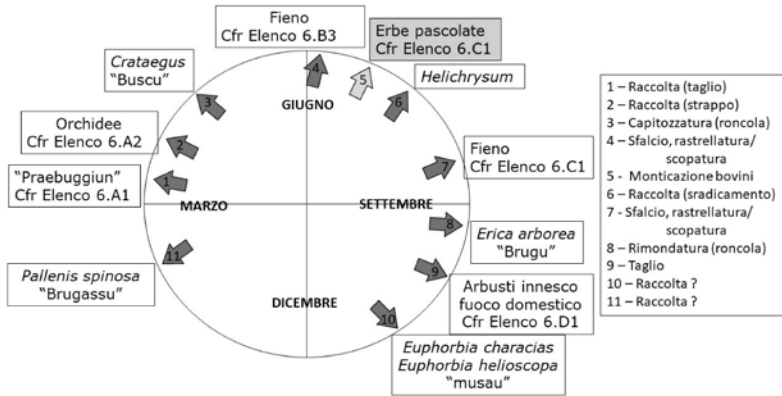 Fieno
Cfr Elenco 6.B3
Erbe pascolate
Cfr Elenco 6.C1
Crataegus
“Buscu”
Helichrysum
Orchidee
Cfr Elenco 6.A2
“Praebuggiun”
Cfr Elenco 6.A1
Fieno
Cfr Elenco 6.C1
Pallenis spinosa
“Brugassu”
Erica arborea
“Brugu”
Arbusti innesco
fuoco domestico
Cfr Elenco 6.D1
Euphorbia characias
Euphorbia helioscopa
“musau”
GIUGNO
MARZO
SETTEMBRE
DICEMBRE
1
2
3
4
5
6
7
8
9
10
11
1 – Raccolta (taglio)
2 – Raccolta (strappo)
3 – Capitozzatura (roncola)
4 – Sfalcio, rastrellatura/
scopatura
5 - Monticazione bovini
6 – Raccolta (sradicamento)
7 – Sfalcio, rastrellatura/
scopatura
8 – Rimondatura (roncola)
9 – Taglio
10 – Raccolta ?
11 – Raccolta ?